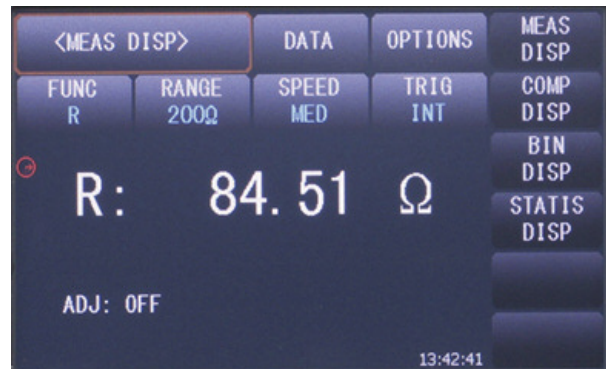 <MEAS DISP>
DATA
OPTIONS
MEAS
DISP
FUNC
R
RANGE
200Ω
SPEED
MED
TRIG
INT
COMP
DISP
BIN
DISP
STATIS
DISP
R: 84.51 Ω
ADJ: OFF
13:42:41